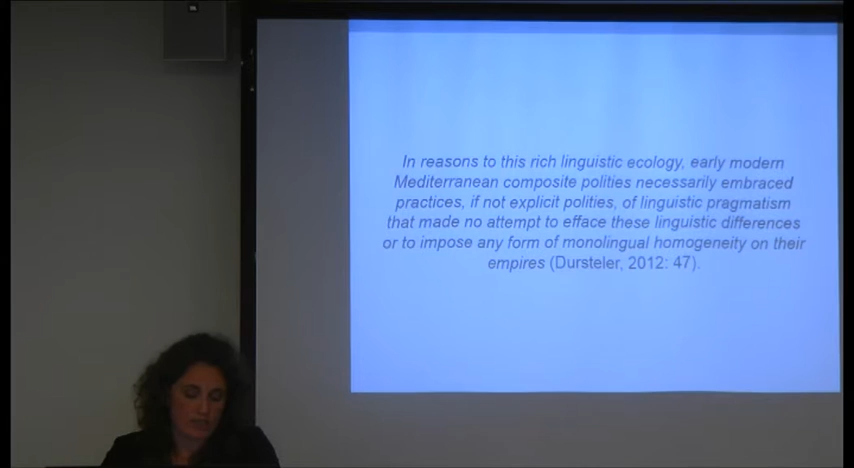 In reasons to this rich linguistic ecology, early modern
Mediterranean composite polities necessarily embraced
practices, if not explicit polities, of linguistic pragmatism
that made no attempt to efface these linguistic differences
or to impose any form of monolingual homogeneity on their
empires (Dursteler, 2012: 47).